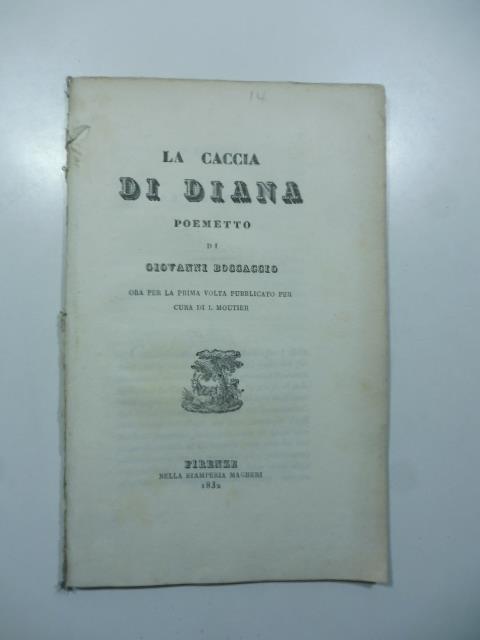 14
LA CACCIA
DI DIANA
POEMETTO
DI
GIOVANNI BOCCACCIO
ORA PER LA PRIMA VOLTA PUBBLICATO PER
CURA DI I. MOUTIER
FIRENZE
NELLA STAMPERIA MAGHERI
1832